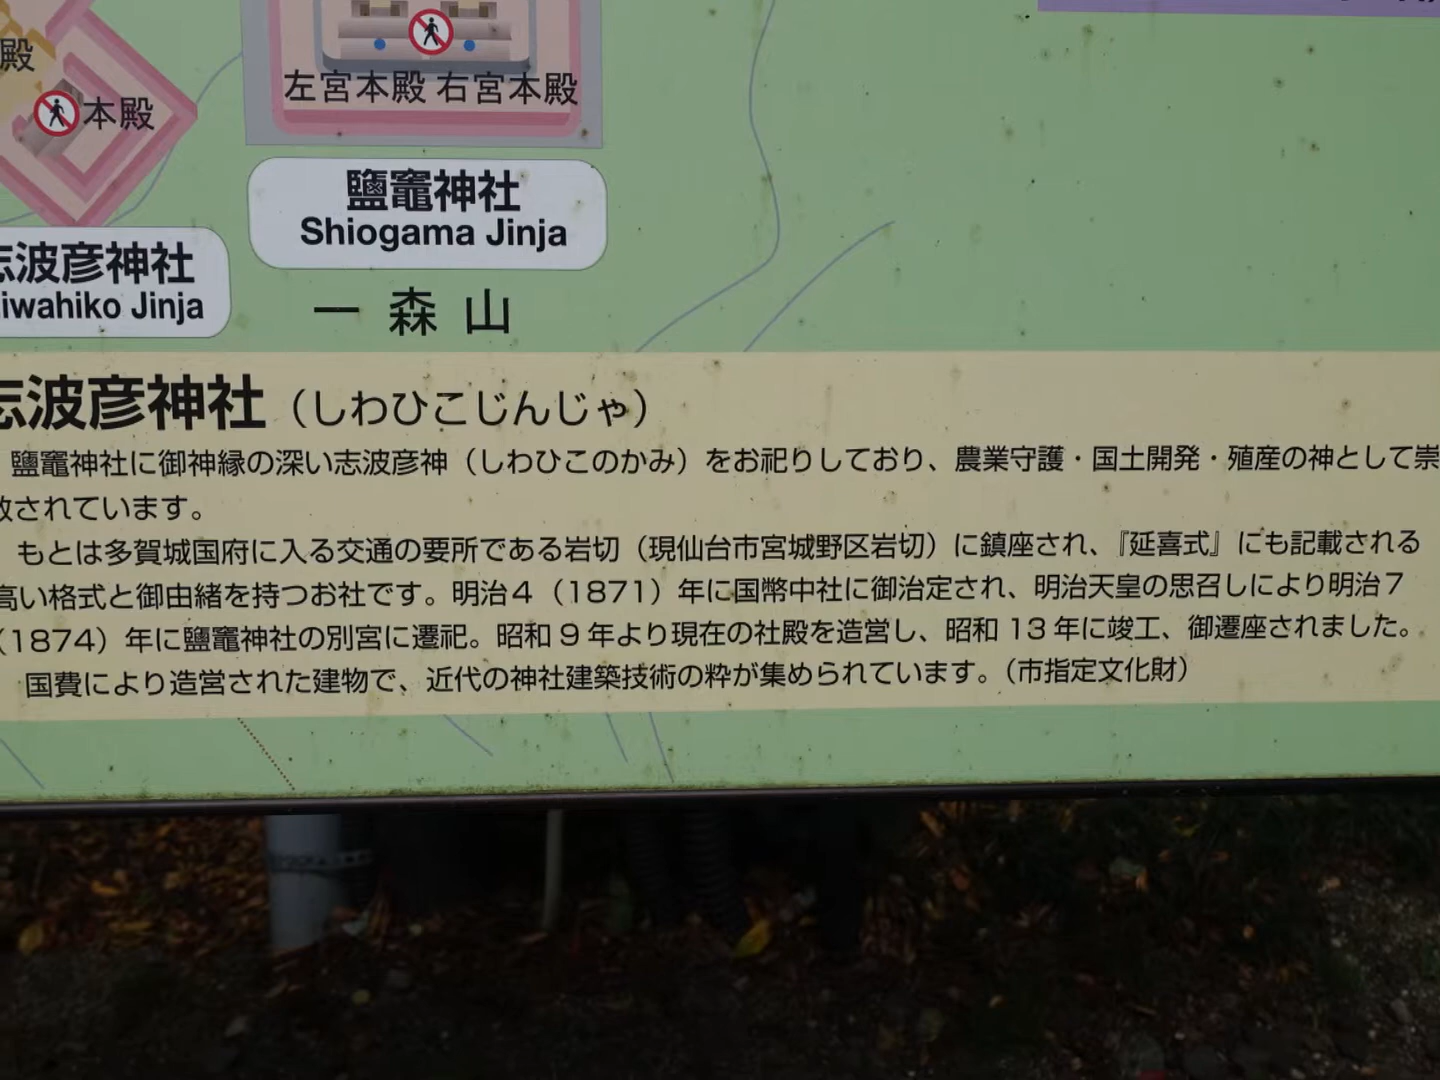 殿
本殿
左宮本殿 右宮本殿
鹽竈神社
Shiogama Jinja
志波彦神社
iwahiko Jinja
一森山
志波彦神社（しわひこじんじゃ）
鹽竈神社に御神縁の深い志波彦神（しわひこのかみ）をお祀りしており、農業守護・国土開発・殖産の神として崇
敬されています。
もとは多賀城国府に入る交通の要所である岩切（現仙台市宮城野区岩切）に鎮座され、『延喜式』にも記載される
高い格式と御由緒を持つお社です。明治４（1871）年に国幣中社に御治定され、明治天皇の思召しにより明治７
（1874）年に鹽竈神社の別宮に遷祀。昭和９年より現在の社殿を造営し、昭和 13 年に竣工、御遷座されました。
国費により造営された建物で、近代の神社建築技術の粋が集められています。（市指定文化財）